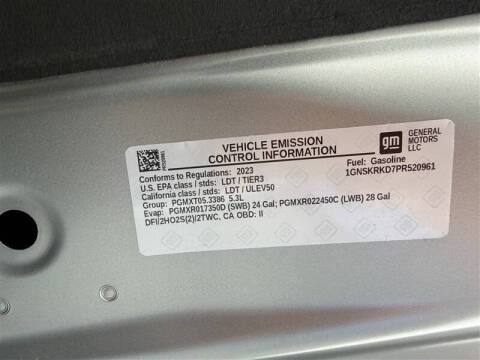 VEHICLE EMISSION
CONTROL INFORMATION
gm
GENERAL
MOTORS
LLC
Conforms to Regulations: 2023
U.S. EPA class / stds: LDT / TIER3
California class / stds: LDT / ULEV50
Group: PGMXT05.3386 5.3L
Evap: PGMXR017350D (SWB) 24 Gal; PGMXR022450C (LWB) 28 Gal
DFI/2HO2S(2)/2TWC, CA OBD: II
Fuel: Gasoline
1GNSKRKD7PR520961